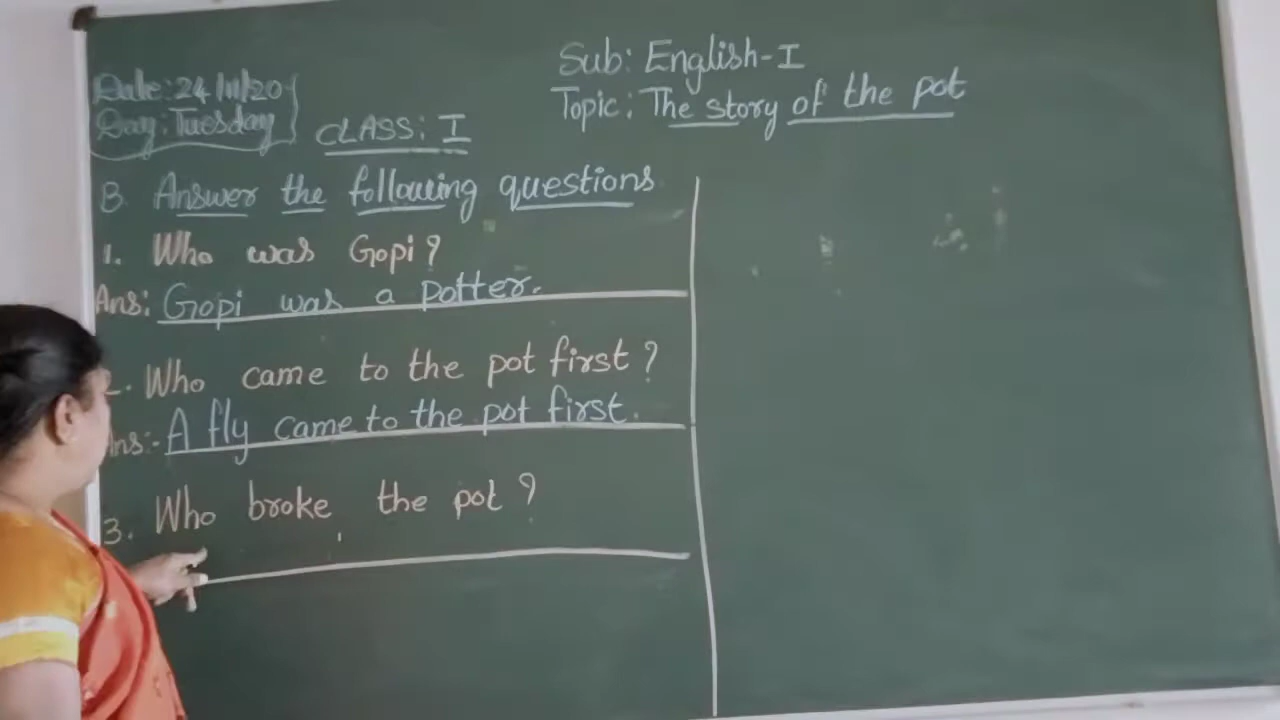 Date: 24/11/20
Day: Tuesday
CLASS: I
Sub: English-I
Topic: The story of the pot
B. Answer the following questions
1. Who was Gopi?
Ans: Gopi was a potter.
2. Who came to the pot first?
Ans:- A fly came to the pot first.
3. Who broke the pot?